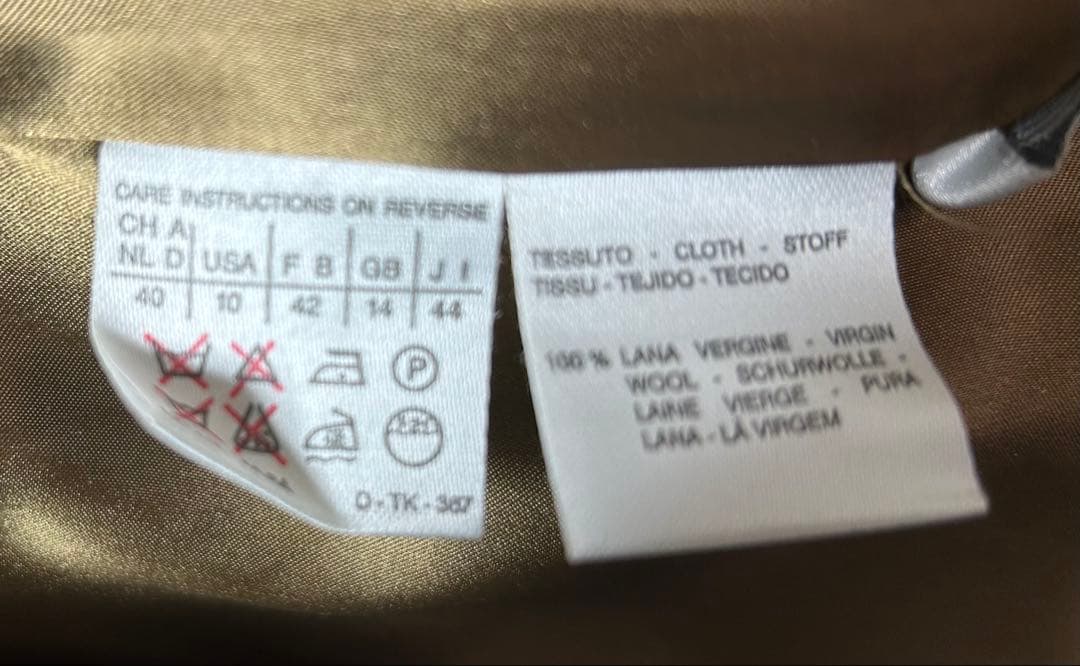 CARE INSTRUCTIONS ON REVERSE
CH A
NL D USA F B GB J I
40 10 42 14 44
P
D-TK-387
TESSUTO - CLOTH - STOFF
TISSU - TEJIDO - TECIDO
100 % LANA VERGINE - VIRGIN
WOOL - SCHURWOLLE -
LAINE VIERGE - PURA
LANA - LÃ VIRGEM